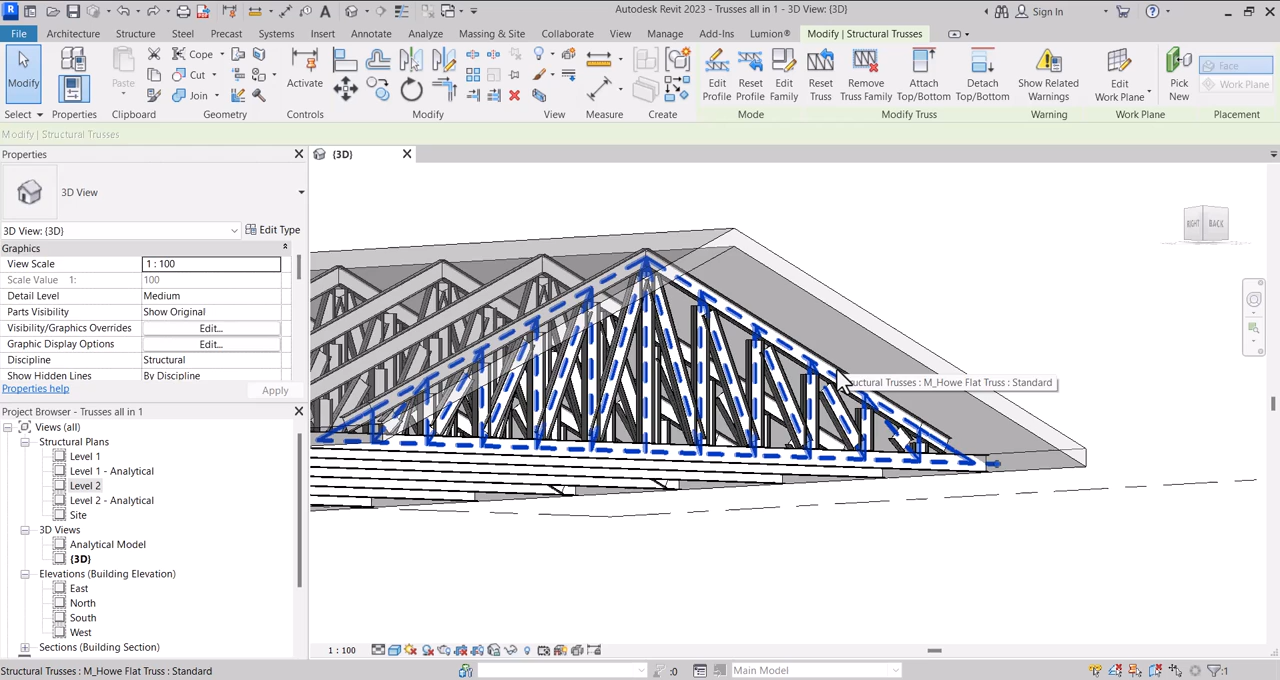 Autodesk Revit 2023 - Trusses all in 1 - 3D View: {3D}
Sign In
File Architecture Structure Steel Precast Systems Insert Annotate Analyze Massing & Site Collaborate View Manage Add-Ins Lumion® Modify | Structural Trusses
Modify
Paste
Cope
Cut
Join
Activate
Edit Profile
Reset Profile
Edit Family
Reset Truss
Remove Truss Family
Attach Top/Bottom
Detach Top/Bottom
Show Related Warnings
Edit Work Plane
Pick New
Face
Work Plane
Select Properties Clipboard Geometry Controls Modify View Measure Create Mode Modify Truss Warning Work Plane Placement
Modify | Structural Trusses
Properties
{3D}
3D View
3D View: {3D}
Edit Type
Graphics
View Scale 1 : 100
Scale Value 1: 100
Detail Level Medium
Parts Visibility Show Original
Visibility/Graphics Overrides Edit...
Graphic Display Options Edit...
Discipline Structural
Show Hidden Lines By Discipline
Properties help
Apply
RIGHT BACK
uctural Trusses : M_Howe Flat Truss : Standard
Project Browser - Trusses all in 1
Views (all)
Structural Plans
Level 1
Level 1 - Analytical
Level 2
Level 2 - Analytical
Site
3D Views
Analytical Model
{3D}
Elevations (Building Elevation)
East
North
South
West
Sections (Building Section)
1 : 100
Structural Trusses : M_Howe Flat Truss : Standard
:0
Main Model
:1